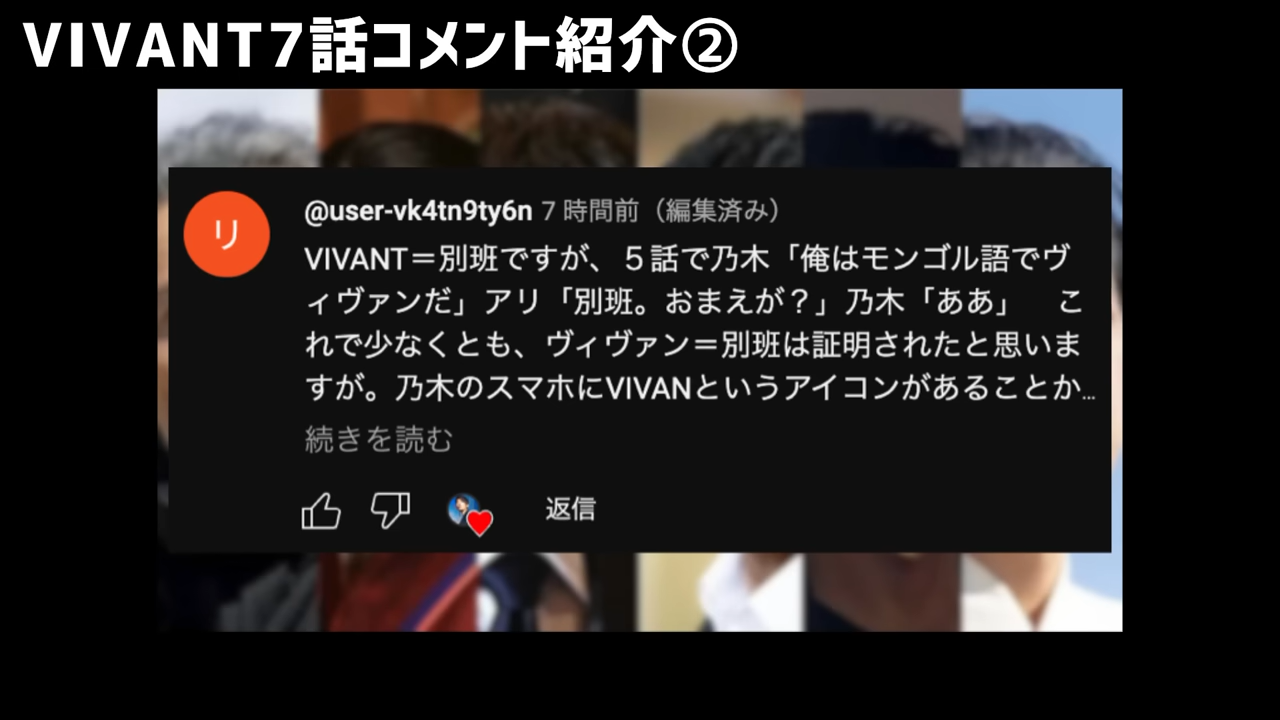 VIVANT7話コメント紹介②
リ
@user-vk4tn9ty6n 7 時間前（編集済み）
VIVANT＝別班ですが、５話で乃木「俺はモンゴル語でヴ
ィヴァンだ」アリ「別班。おまえが？」乃木「ああ」　こ
れで少なくとも、ヴィヴァン＝別班は証明されたと思いま
すが。乃木のスマホにVIVANというアイコンがあることか...
続きを読む
返信